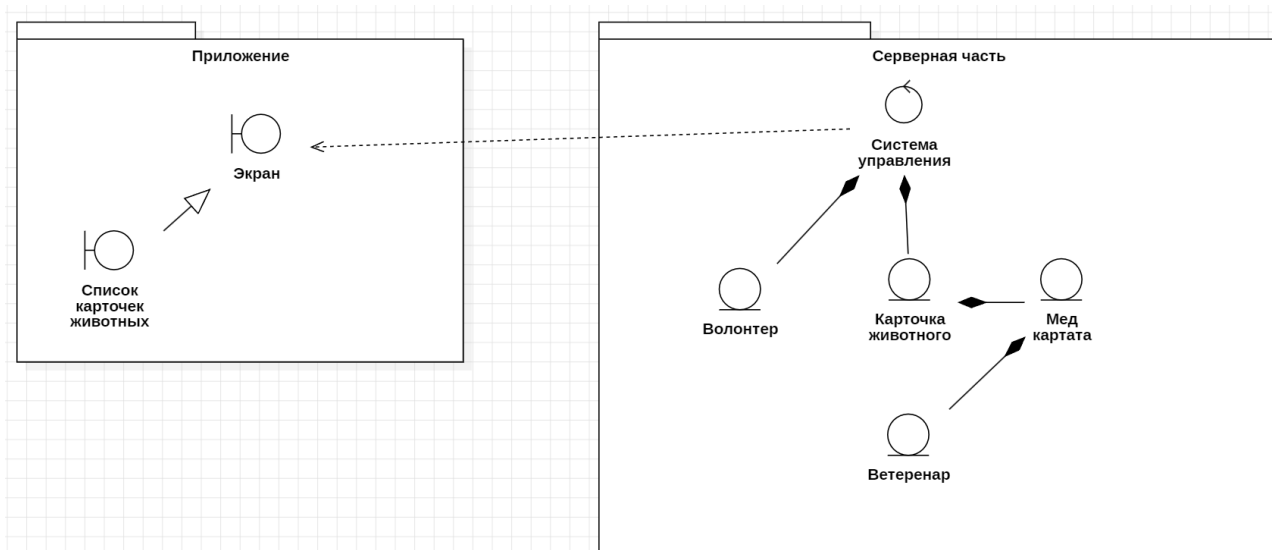 Приложение
Экран
Список
карточек
животных
Серверная часть
Система
управления
Волонтер
Карточка
животного
Мед
картата
Ветеренар